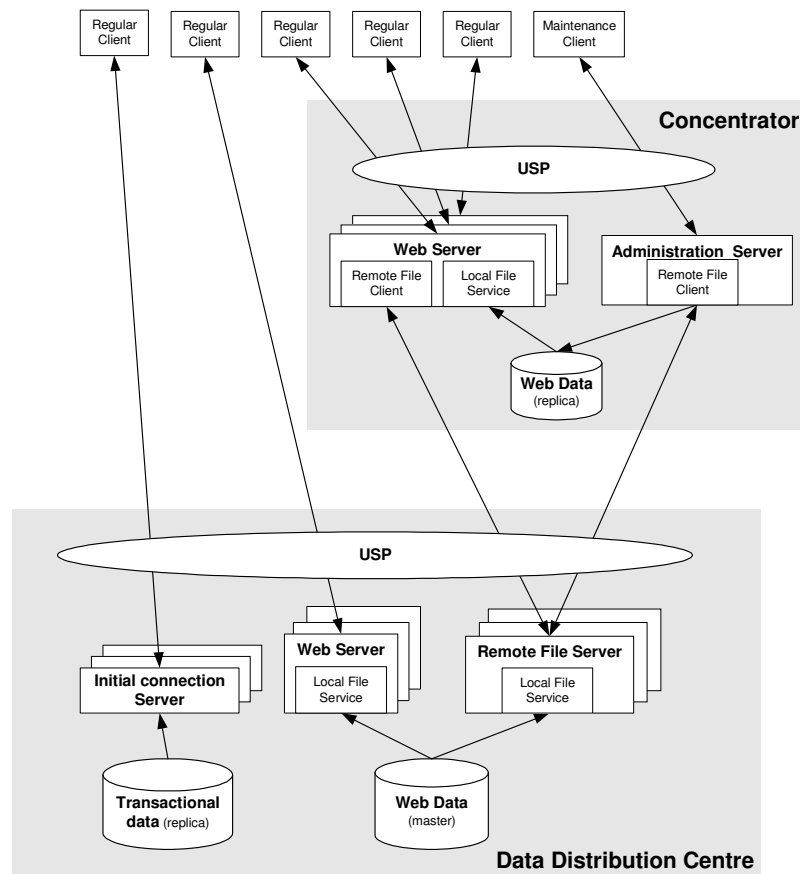 Regular
Client
Regular
Client
Regular
Client
Regular
Client
Regular
Client
Maintenance
Client
Concentrator
USP
Web Server
Remote File
Client
Local File
Service
Administration Server
Remote File
Client
Web Data
(replica)
USP
Initial connection
Server
Web Server
Local File
Service
Remote File Server
Local File
Service
Transactional
data (replica)
Web Data
(master)
Data Distribution Centre